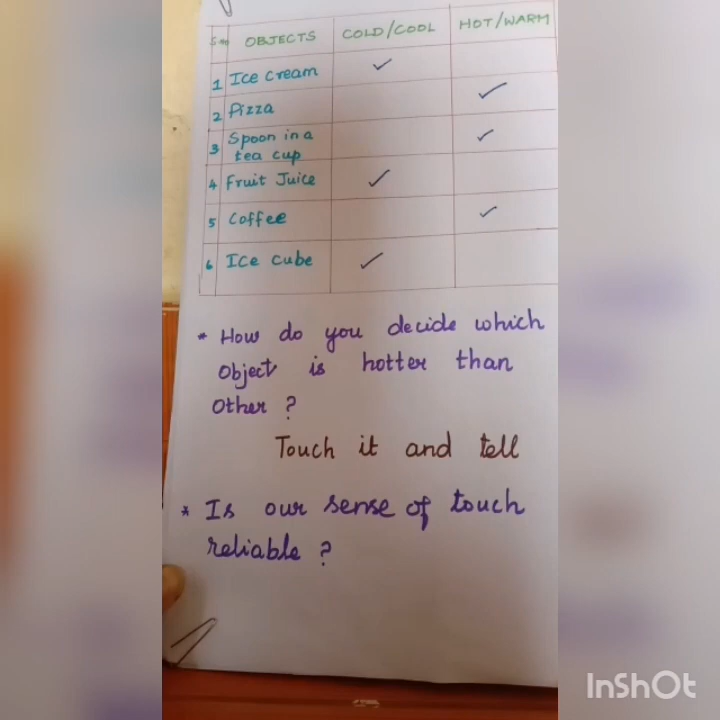 S.no OBJECTS COLD/COOL HOT/WARM
1 Ice cream ✓
2 Pizza ✓
3 Spoon in a
tea cup ✓
4 Fruit Juice ✓
5 Coffee ✓
6 Ice cube ✓
* How do you decide which
object is hotter than
other ?
Touch it and tell
* Is our sense of touch
reliable ?
InShOt